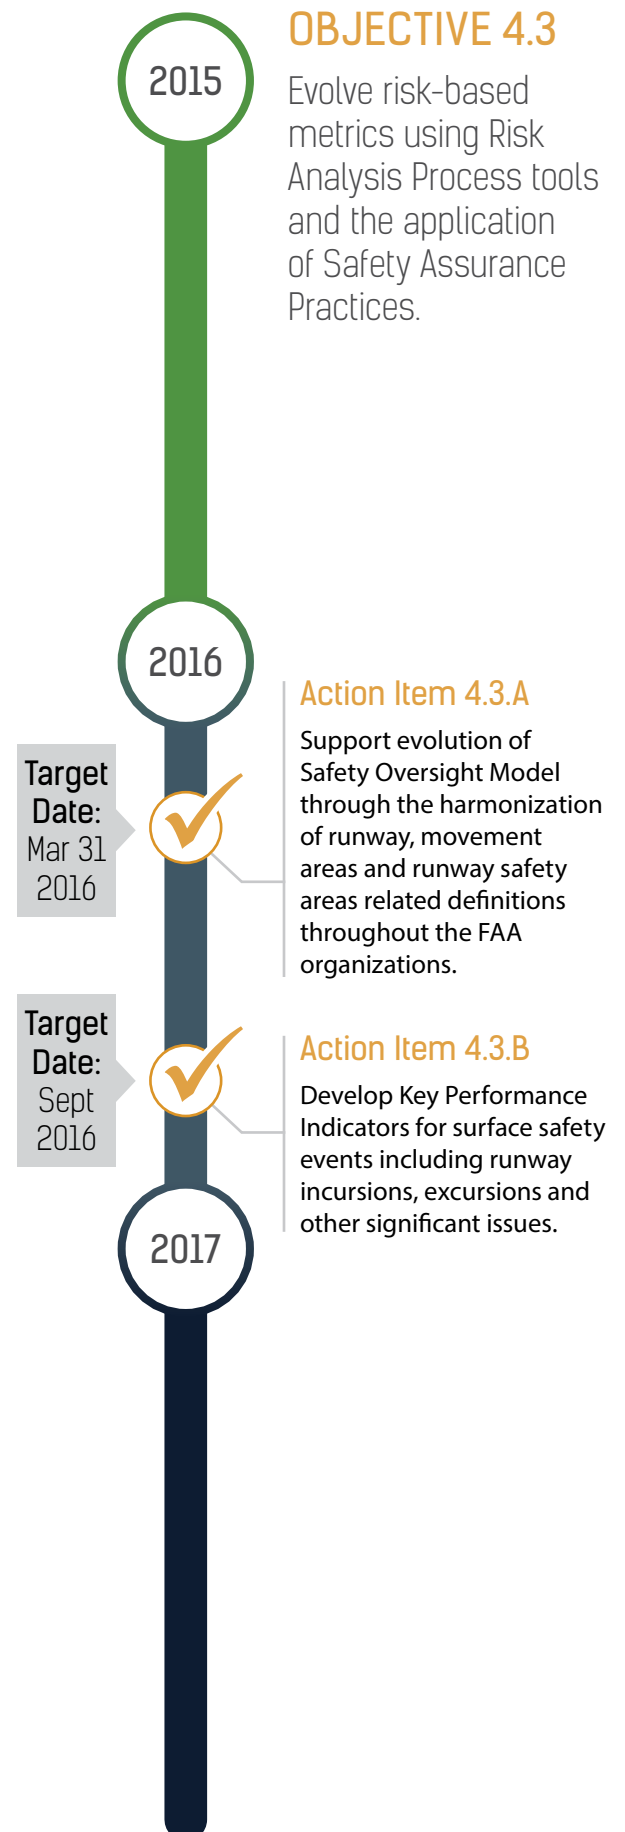 2015
OBJECTIVE 4.3
Evolve risk-based
metrics using Risk
Analysis Process tools
and the application
of Safety Assurance
Practices.
2016
Target
Date:
Mar 31
2016
Action Item 4.3.A
Support evolution of
Safety Oversight Model
through the harmonization
of runway, movement
areas and runway safety
areas related definitions
throughout the FAA
organizations.
Target
Date:
Sept
2016
Action Item 4.3.B
Develop Key Performance
Indicators for surface safety
events including runway
incursions, excursions and
other significant issues.
2017